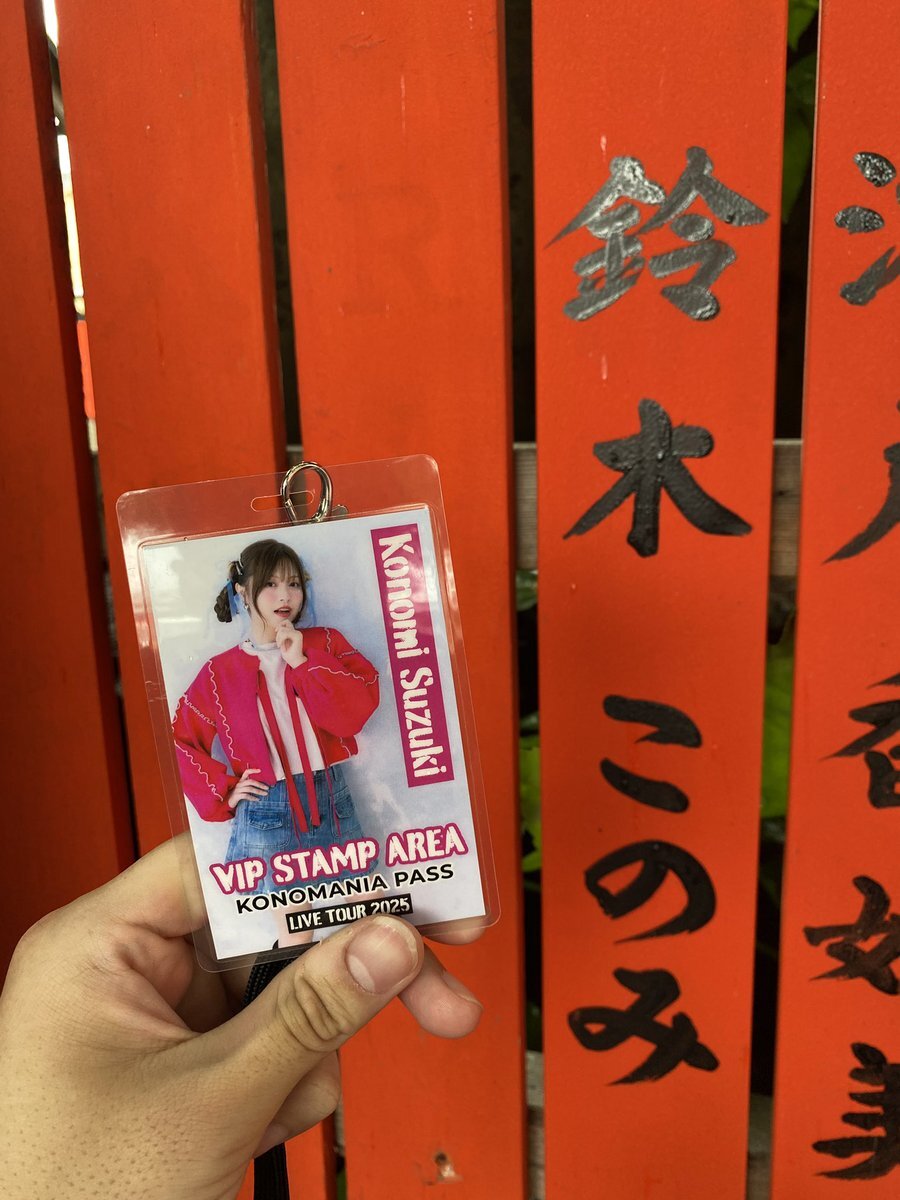 Konomi Suzuki
VIP STAMP AREA
KONOMANIA PASS
LIVE TOUR 2025
鈴木このみ